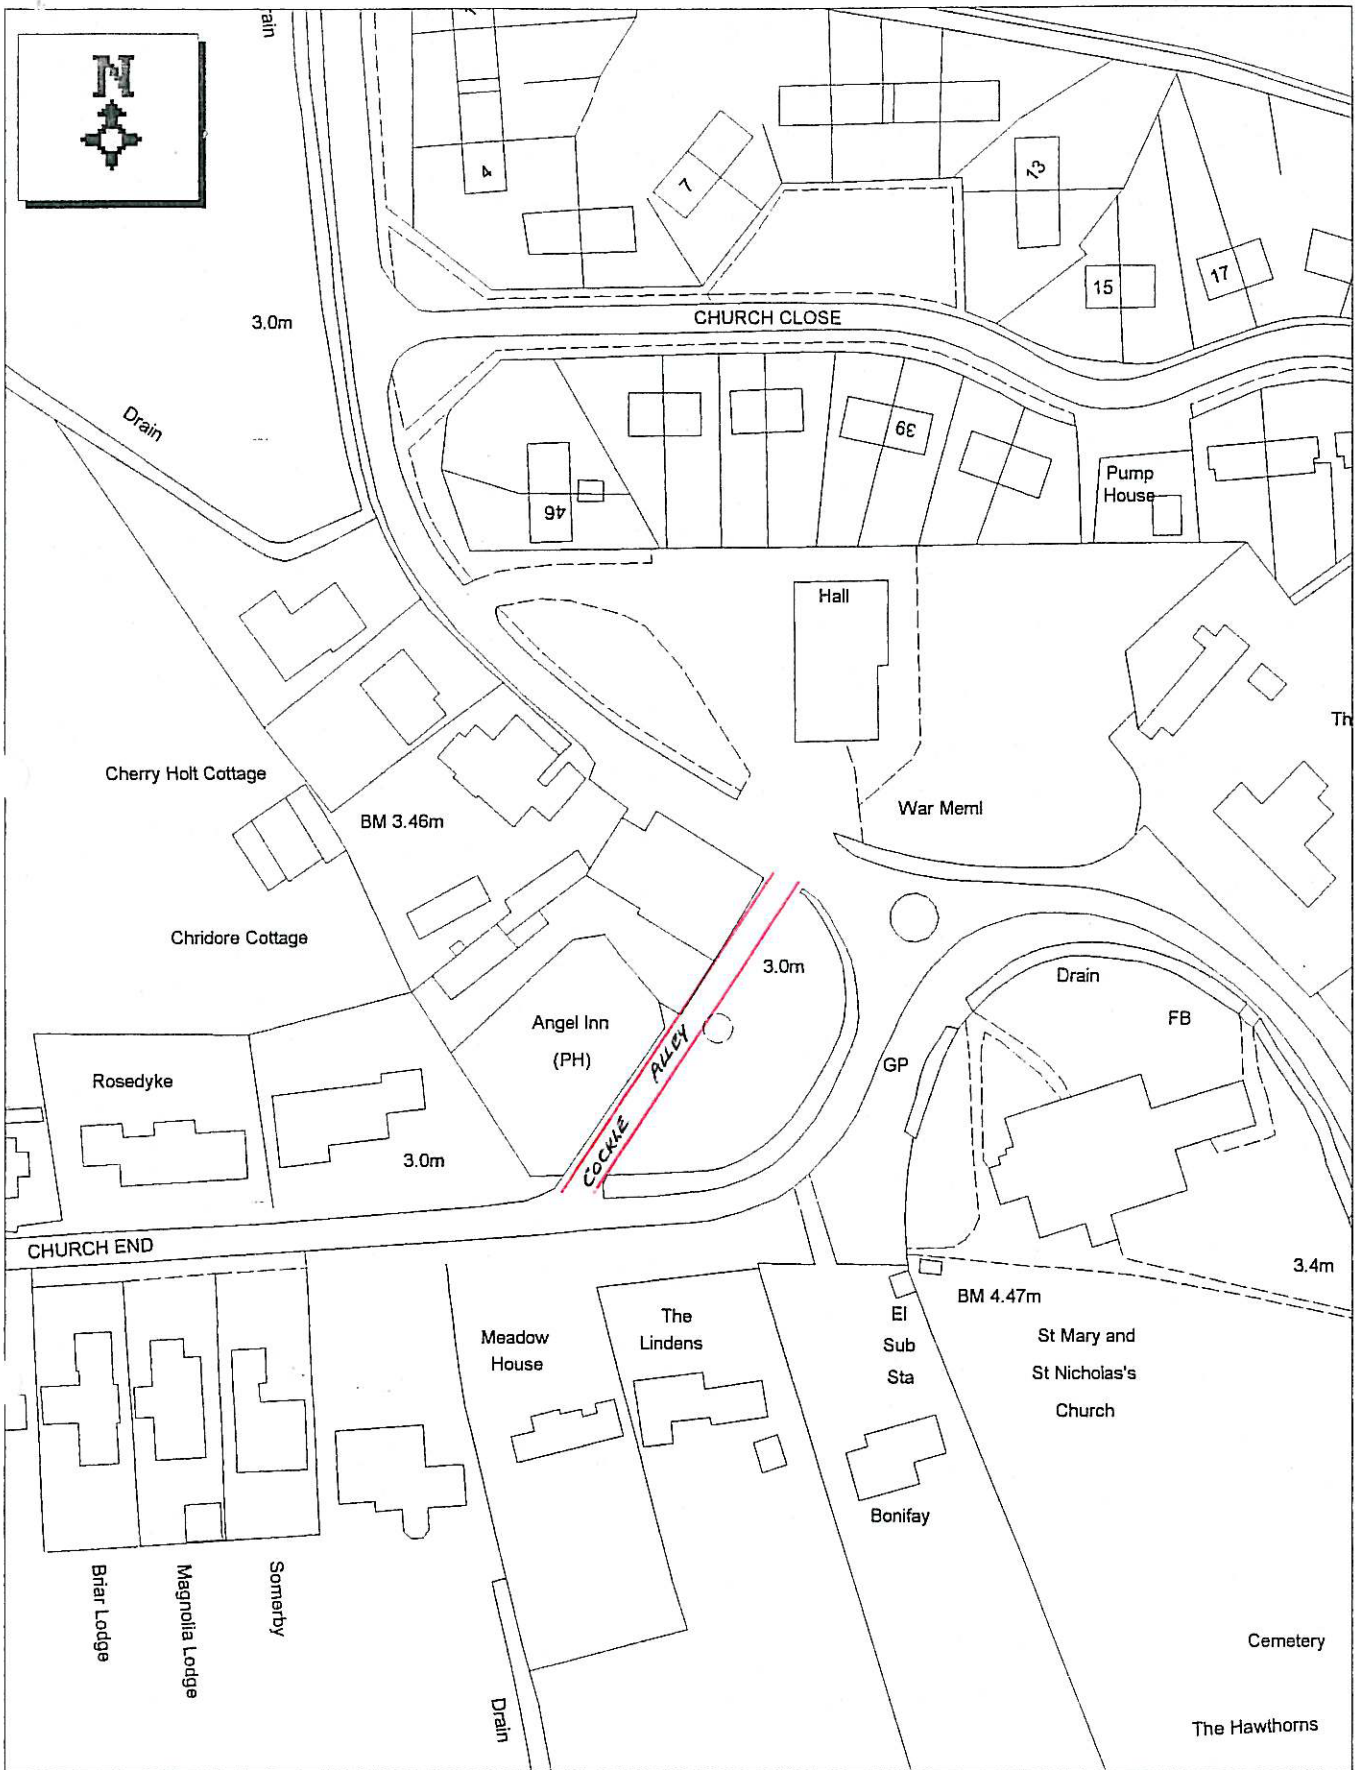 rain
N
4
7
13
15
17
3.0m
CHURCH CLOSE
Drain
39
46
Pump
House
Hall
Th
Cherry Holt Cottage
BM 3.46m
War Meml
Chridore Cottage
3.0m
Drain
Angel Inn
(PH)
FB
GP
Rosedyke
COCKLE ALLEY
3.0m
CHURCH END
3.4m
BM 4.47m
El
Sub
Sta
The
Lindens
Meadow
House
St Mary and
St Nicholas's
Church
Bonifay
Briar Lodge
Magnolia Lodge
Somerby
Drain
Cemetery
The Hawthorns